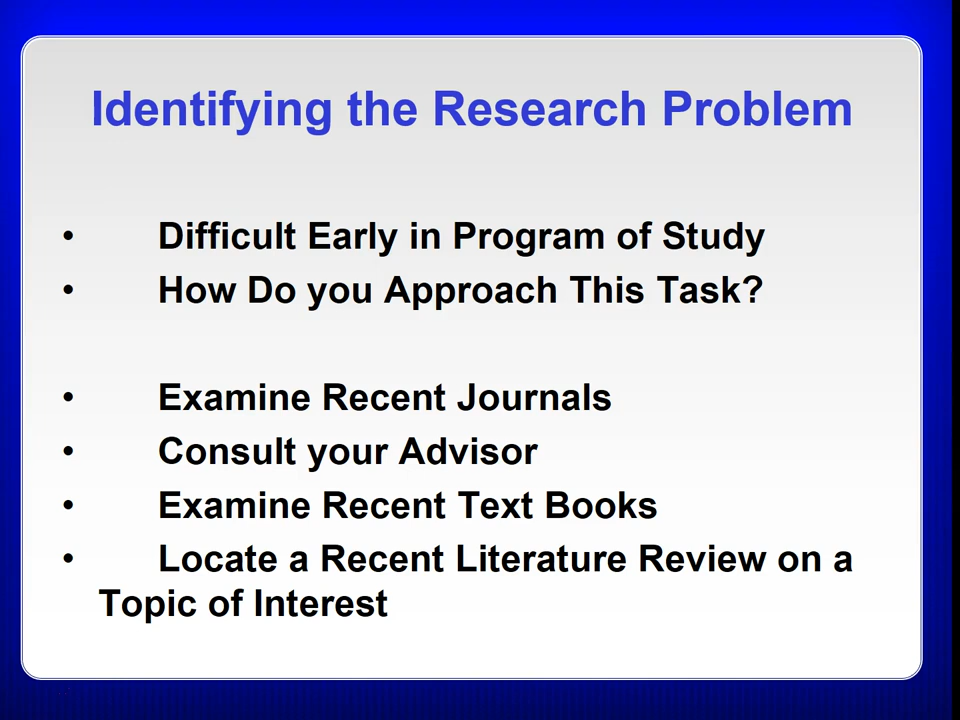 Identifying the Research Problem
• Difficult Early in Program of Study
• How Do you Approach This Task?
• Examine Recent Journals
• Consult your Advisor
• Examine Recent Text Books
• Locate a Recent Literature Review on a
Topic of Interest